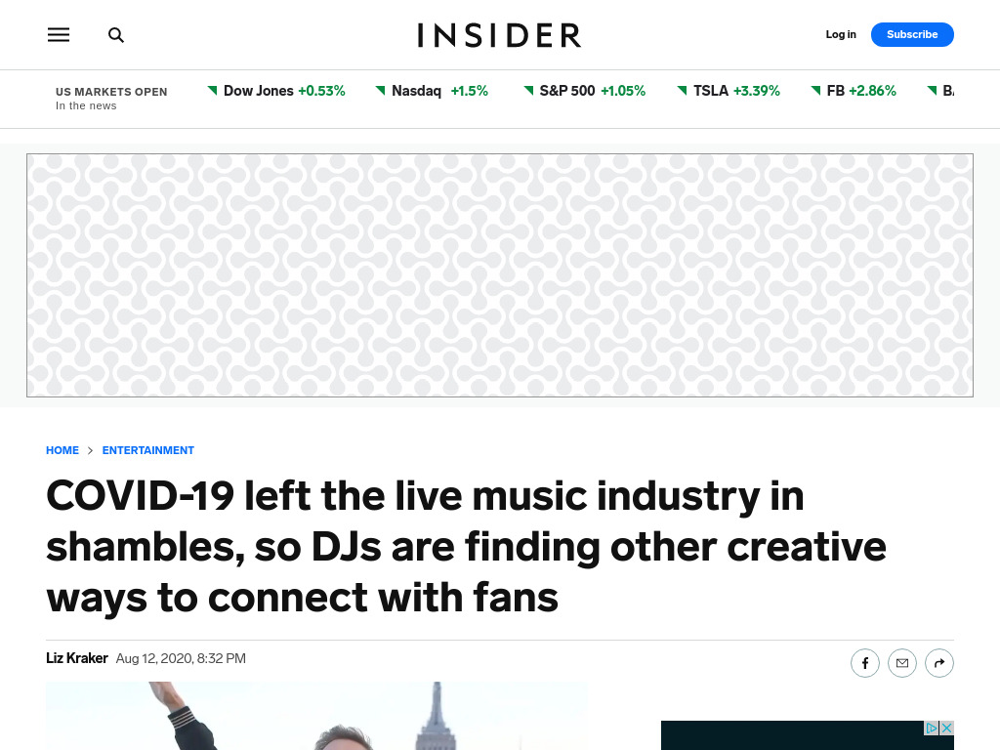 INSIDER
Log in
Subscribe
US MARKETS OPEN
In the news
Dow Jones +0.53%
Nasdaq +1.5%
S&P 500 +1.05%
TSLA +3.39%
FB +2.86%
HOME > ENTERTAINMENT
COVID-19 left the live music industry in
shambles, so DJs are finding other creative
ways to connect with fans
Liz Kraker Aug 12, 2020, 8:32 PM